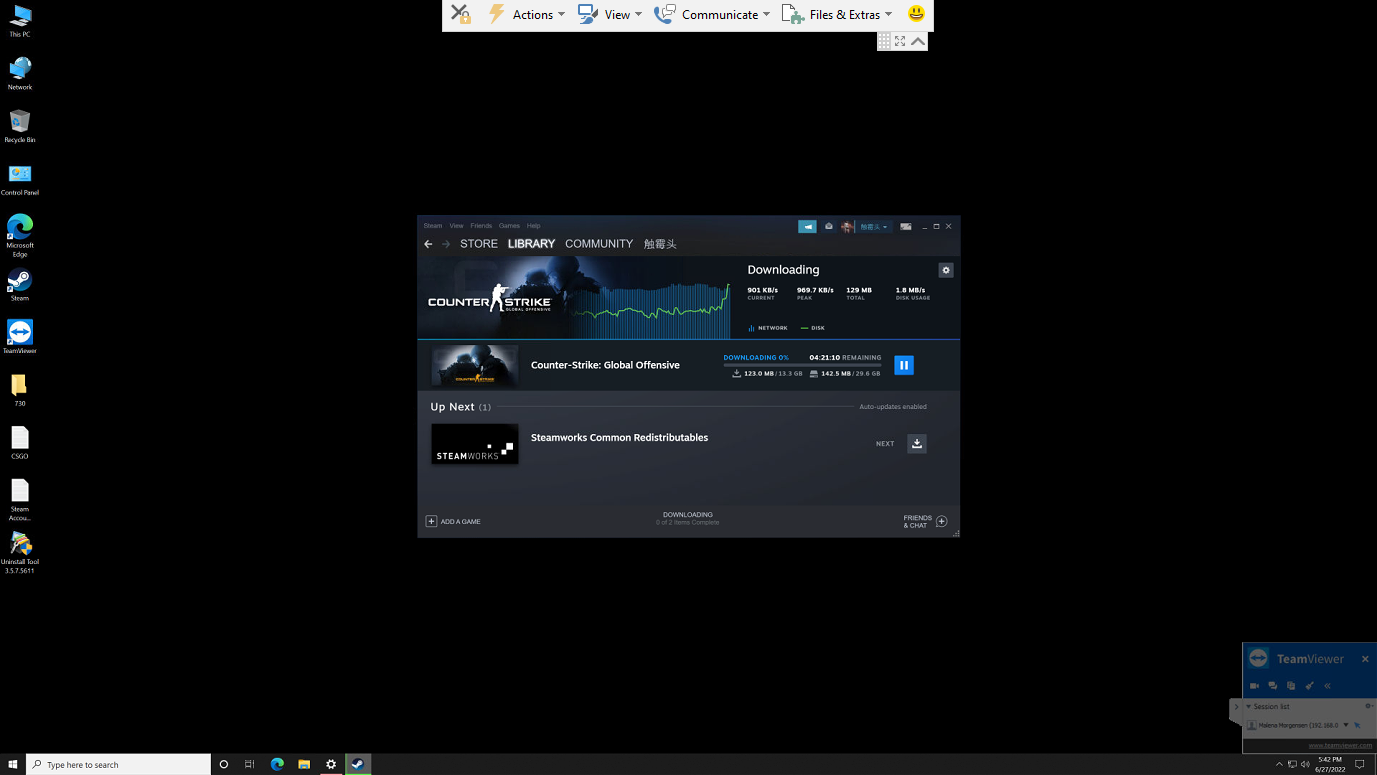 Actions
View
Communicate
Files & Extras
This PC
Network
Recycle Bin
Control Panel
Microsoft
Edge
Steam
TeamViewer
730
CSGO
Steam
Accou...
Uninstall Tool
3.5.7.5611
Steam View Friends Games Help
触霉头
STORE LIBRARY COMMUNITY 触霉头
COUNTER STRIKE
GLOBAL OFFENSIVE
Downloading
901 KB/s 969.7 KB/s 129 MB 1.8 MB/s
CURRENT PEAK TOTAL DISK USAGE
NETWORK DISK
COUNTER STRIKE
GLOBAL OFFENSIVE
Counter-Strike: Global Offensive
DOWNLOADING 0% 04:21:10 REMAINING
123.0 MB / 13.3 GB 142.5 MB / 29.6 GB
Up Next (1)
Auto-updates enabled
STEAMWORKS
Steamworks Common Redistributables
NEXT
ADD A GAME
DOWNLOADING
0 of 2 Items Complete
FRIENDS
& CHAT
TeamViewer
Session list
Malena Morgensen (192.168.0
www.teamviewer.com
Type here to search
5:42 PM
6/27/2022